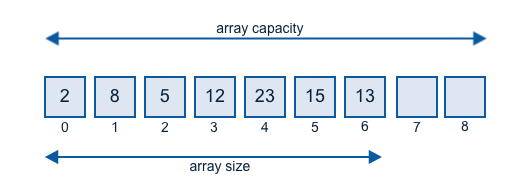 array capacity
2 8 5 12 23 15 13
0 1 2 3 4 5 6 7 8
array size